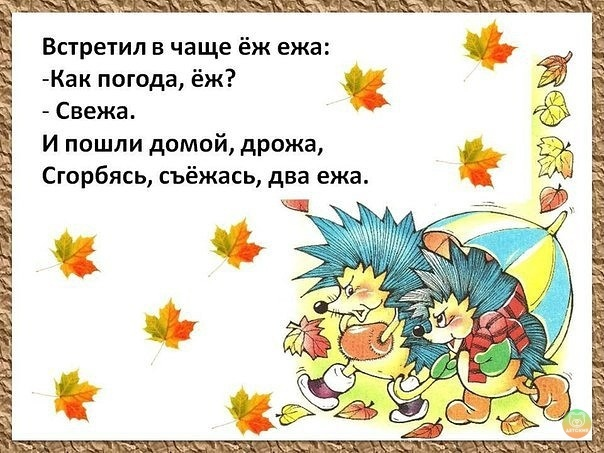 Встретил в чаще ёж ежа:
-Как погода, ёж?
- Свежа.
И пошли домой, дрожа,
Сгорбясь, съёжась, два ежа.